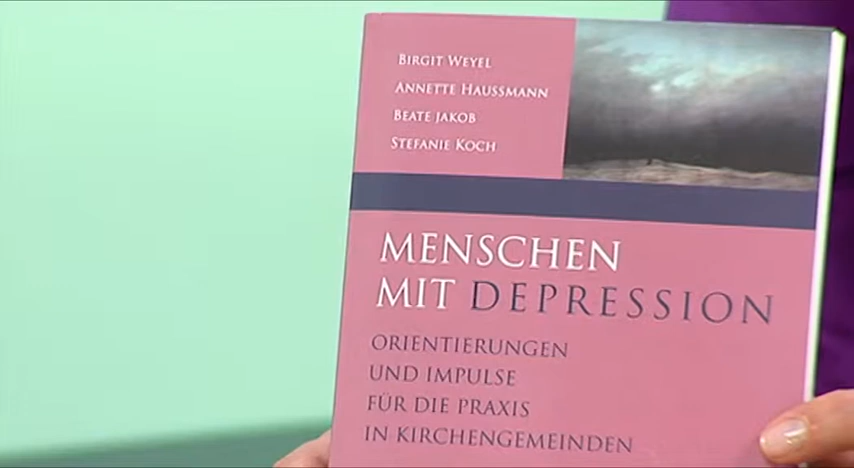 BIRGIT WEYEL
ANNETTE HAUSSMANN
BEATE JAKOB
STEFANIE KOCH
MENSCHEN
MIT DEPRESSION
ORIENTIERUNGEN
UND IMPULSE
FÜR DIE PRAXIS
IN KIRCHENGEMEINDEN